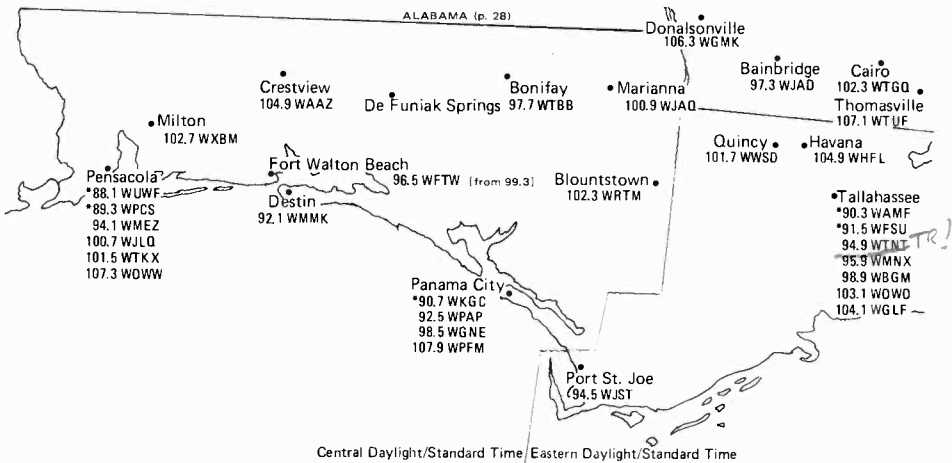 ALABAMA (p. 28)
Donalsonville
106.3 WGMK
Crestview
104.9 WAAZ
De Funiak Springs
Bonifay
97.7 WTBB
Marianna
100.9 WJAQ
Bainbridge
97.3 WJAD
Cairo
102.3 WTGQ
Thomasville
107.1 WTUF
Milton
102.7 WXBM
Quincy
101.7 WWSD
Havana
104.9 WHFL
Pensacola
*88.1 WUWF
*89.3 WPCS
94.1 WMEZ
100.7 WJLQ
101.5 WTKX
107.3 WOWW
Fort Walton Beach
96.5 WFTW [from 99.3]
Destin
92.1 WMMK
Blountstown
102.3 WRTM
Tallahassee
*90.3 WAMF
*91.5 WFSU
94.9 WTNT TR!
95.9 WMNX
98.9 WBGM
103.1 WOWD
104.1 WGLF
Panama City
*90.7 WKGC
92.5 WPAP
98.5 WGNE
107.9 WPFM
Port St. Joe
94.5 WJST
Central Daylight/Standard Time
Eastern Daylight/Standard Time